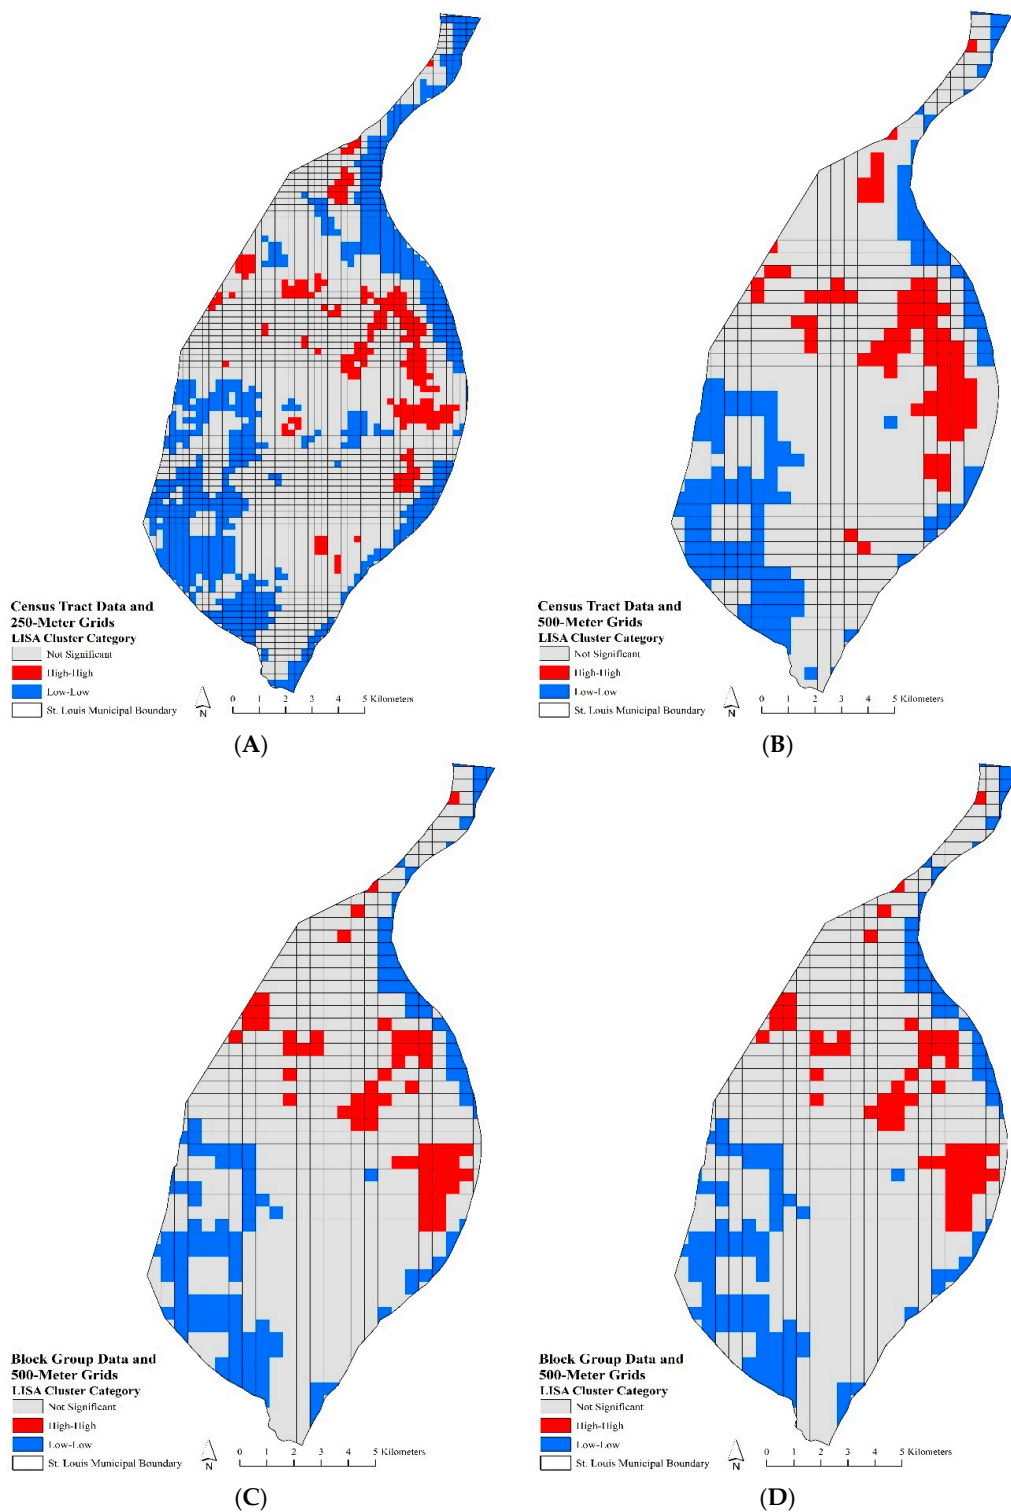 Census Tract Data and
250-Meter Grids
LISA Cluster Category
Not Significant
High-High
Low-Low
St. Louis Municipal Boundary
N
0 1 2 3 4 5 Kilometers
(A)
Census Tract Data and
500-Meter Grids
LISA Cluster Category
Not Significant
High-High
Low-Low
St. Louis Municipal Boundary
N
0 1 2 3 4 5 Kilometers
(B)
Block Group Data and
500-Meter Grids
LISA Cluster Category
Not Significant
High-High
Low-Low
St. Louis Municipal Boundary
N
0 1 2 3 4 5 Kilometers
(C)
Block Group Data and
500-Meter Grids
LISA Cluster Category
Not Significant
High-High
Low-Low
St. Louis Municipal Boundary
N
0 1 2 3 4 5 Kilometers
(D)